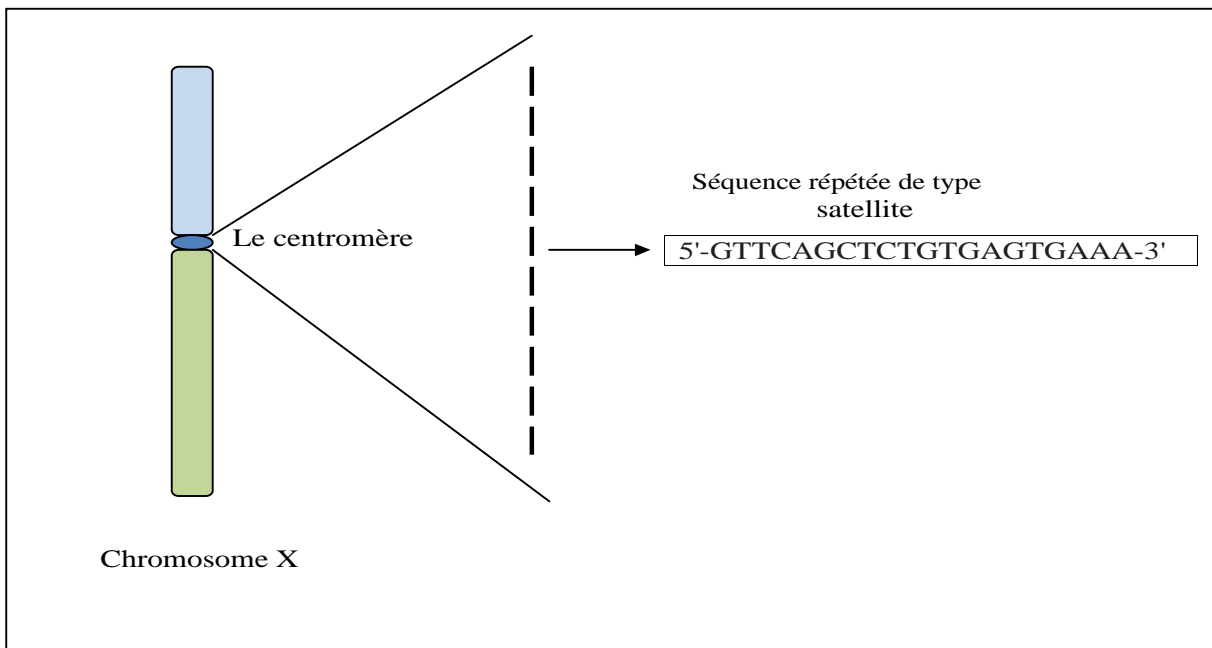 Séquence répétée de type
satellite
Le centromère
5'-GTTCAGCTCTGTGAGTGAAA-3'
Chromosome X